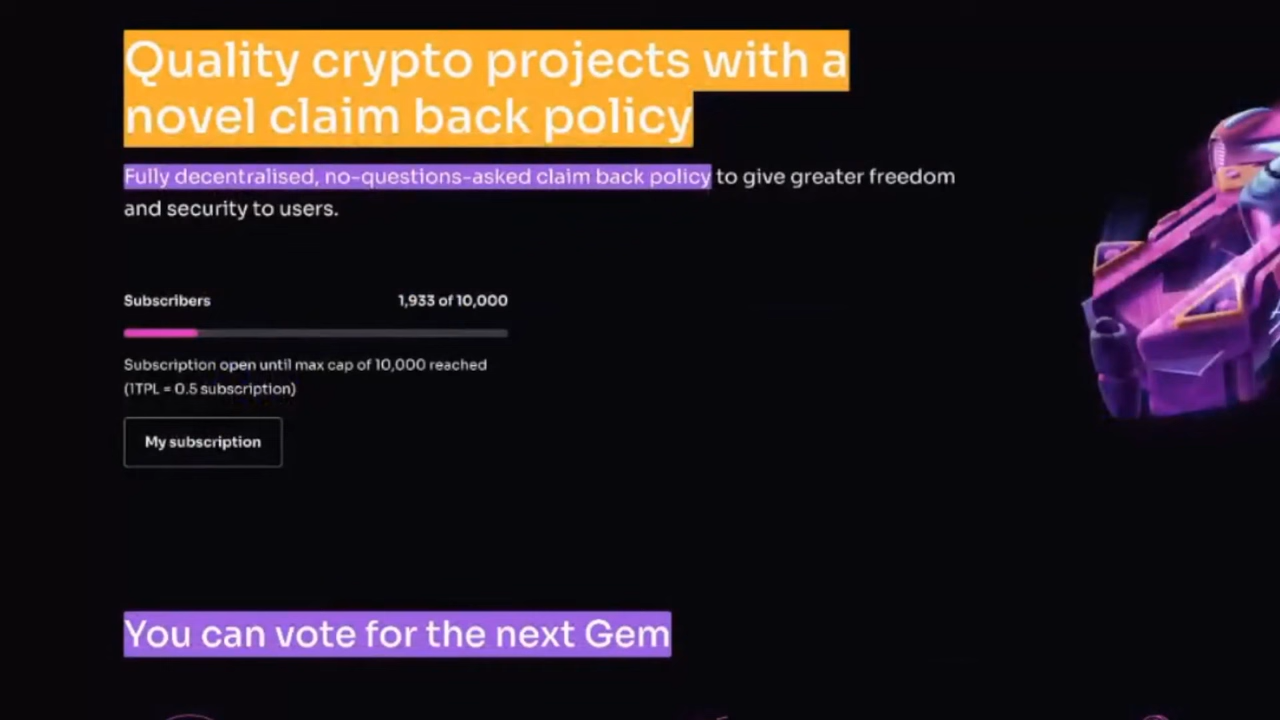 Quality crypto projects with a
novel claim back policy
Fully decentralised, no-questions-asked claim back policy to give greater freedom
and security to users.
Subscribers 1,933 of 10,000
Subscription open until max cap of 10,000 reached
(1TPL = 0.5 subscription)
My subscription
You can vote for the next Gem